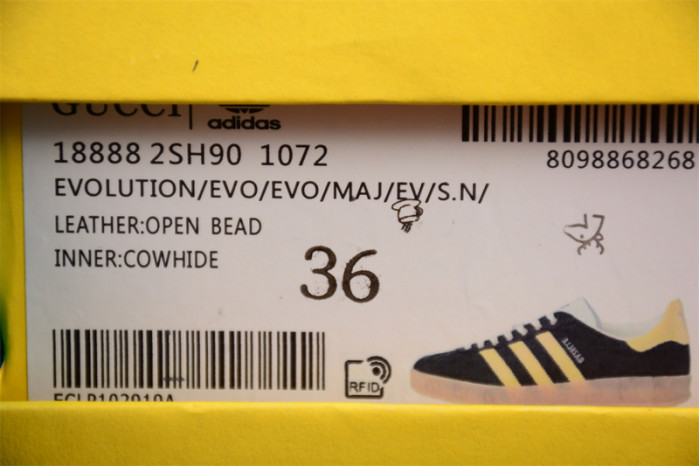 GUCCI | adidas
18888 2SH90 1072
8098868268
EVOLUTION/EVO/EVO/MAJ/EV/S.N/
LEATHER:OPEN BEAD
INNER:COWHIDE
36
RFID